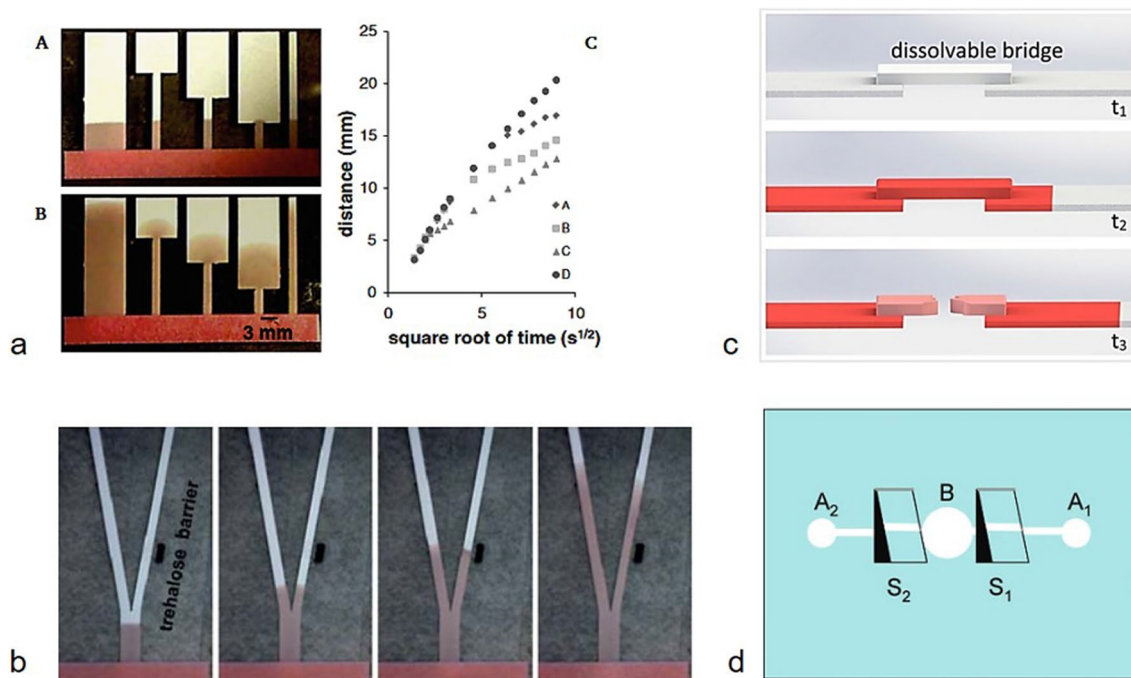 A
B
3 mm
a
25
20
15
10
5
0
distance (mm)
C
A
B
C
D
0
5
10
square root of time (s1/2)
dissolvable bridge
t1
t2
t3
c
trehalose barrier
b
A2
B
A1
S2
S1
d